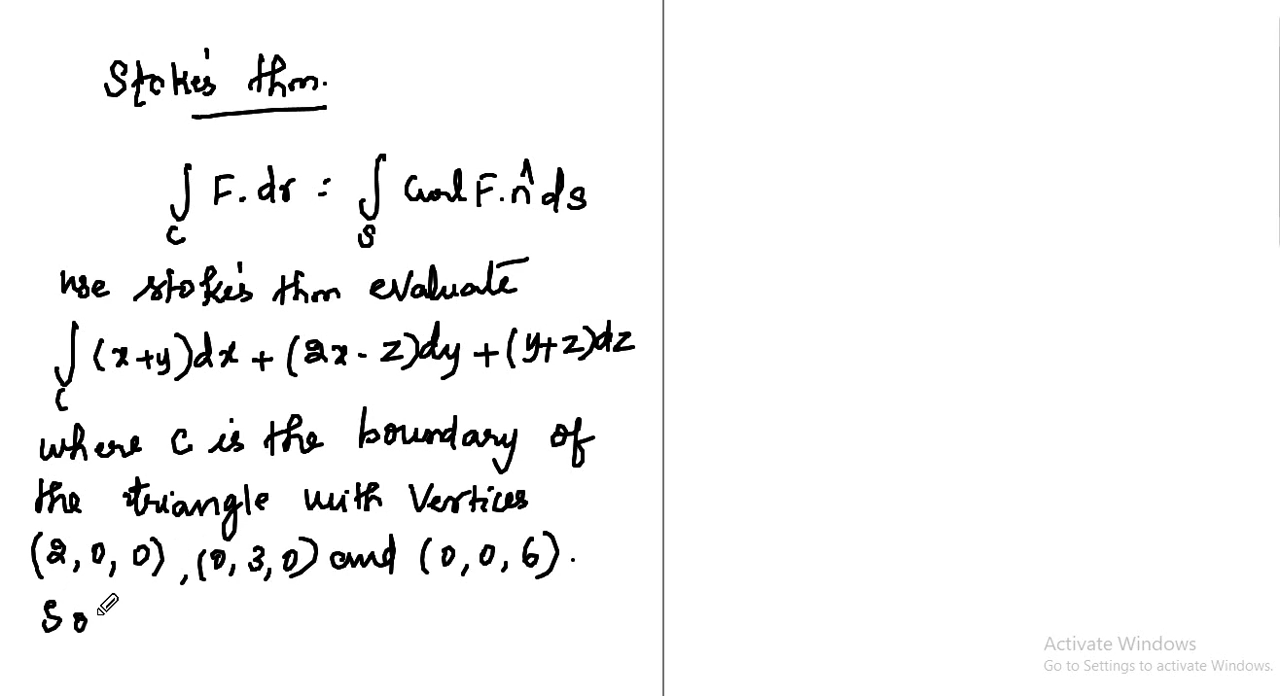 Stoke's thm.
∫_C F. dr = ∫_S Curl F. n̂ ds
use stoke's thm evaluate
∫_C (x+y)dx + (2x - z)dy + (y+z)dz
where C is the boundary of
the triangle with Vertices
(2, 0, 0), (0, 3, 0) and (0, 0, 6).
So
Activate Windows
Go to Settings to activate Windows.